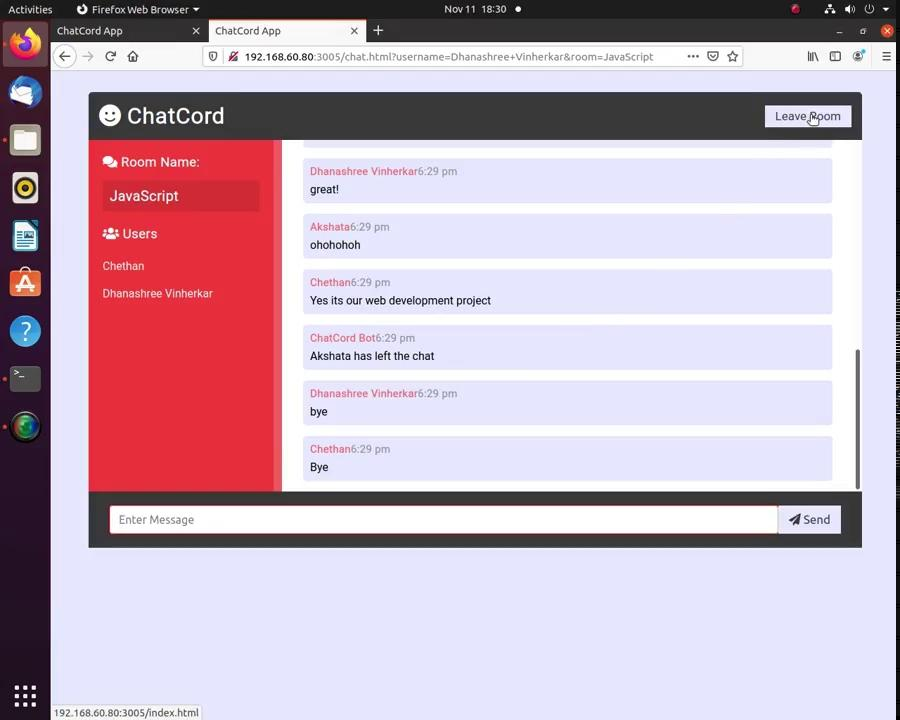 Activities
Firefox Web Browser
Nov 11 18:30
ChatCord App
ChatCord App
192.168.60.80:3005/chat.html?username=Dhanashree+Vinherkar&room=JavaScript
ChatCord
Leave Room
Room Name:
JavaScript
Users
Chethan
Dhanashree Vinherkar
Dhanashree Vinherkar6:29 pm
great!
Akshata6:29 pm
ohohohoh
Chethan6:29 pm
Yes its our web development project
ChatCord Bot6:29 pm
Akshata has left the chat
Dhanashree Vinherkar6:29 pm
bye
Chethan6:29 pm
Bye
Enter Message
Send
192.168.60.80:3005/index.html